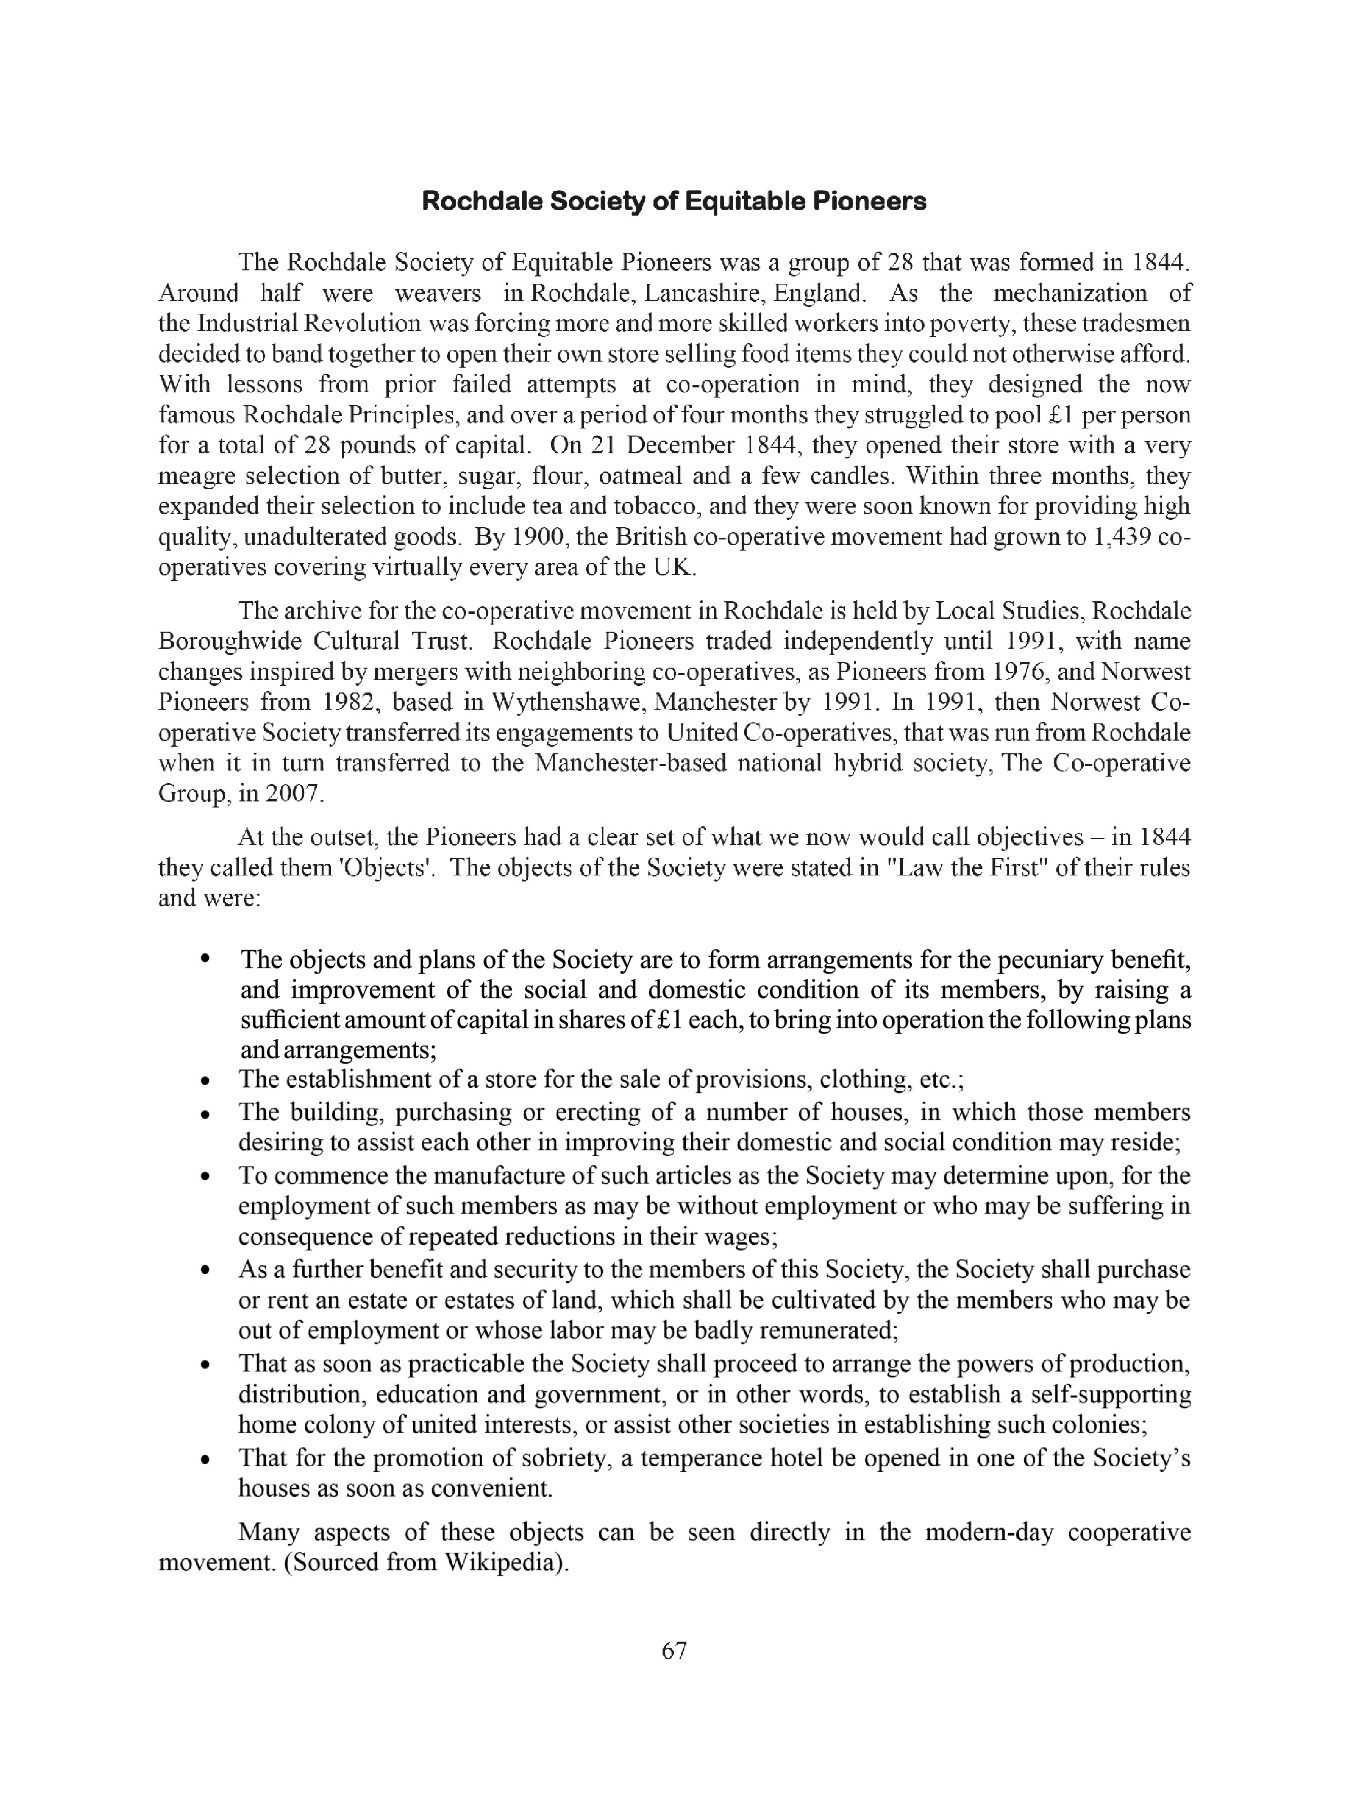 Rochdale Society of Equitable Pioneers
The Rochdale Society of Equitable Pioneers was a group of 28 that was formed in 1844.
Around half were weavers in Rochdale, Lancashire, England. As the mechanization of
the Industrial Revolution was forcing more and more skilled workers into poverty, these tradesmen
decided to band together to open their own store selling food items they could not otherwise afford.
With lessons from prior failed attempts at co-operation in mind, they designed the now
famous Rochdale Principles, and over a period of four months they struggled to pool £1 per person
for a total of 28 pounds of capital. On 21 December 1844, they opened their store with a very
meagre selection of butter, sugar, flour, oatmeal and a few candles. Within three months, they
expanded their selection to include tea and tobacco, and they were soon known for providing high
quality, unadulterated goods. By 1900, the British co-operative movement had grown to 1,439 co-
operatives covering virtually every area of the UK.
The archive for the co-operative movement in Rochdale is held by Local Studies, Rochdale
Boroughwide Cultural Trust. Rochdale Pioneers traded independently until 1991, with name
changes inspired by mergers with neighboring co-operatives, as Pioneers from 1976, and Norwest
Pioneers from 1982, based in Wythenshawe, Manchester by 1991. In 1991, then Norwest Co-
operative Society transferred its engagements to United Co-operatives, that was run from Rochdale
when it in turn transferred to the Manchester-based national hybrid society, The Co-operative
Group, in 2007.
At the outset, the Pioneers had a clear set of what we now would call objectives – in 1844
they called them 'Objects'. The objects of the Society were stated in "Law the First" of their rules
and were:
• The objects and plans of the Society are to form arrangements for the pecuniary benefit,
and improvement of the social and domestic condition of its members, by raising a
sufficient amount of capital in shares of £1 each, to bring into operation the following plans
and arrangements;
• The establishment of a store for the sale of provisions, clothing, etc.;
• The building, purchasing or erecting of a number of houses, in which those members
desiring to assist each other in improving their domestic and social condition may reside;
• To commence the manufacture of such articles as the Society may determine upon, for the
employment of such members as may be without employment or who may be suffering in
consequence of repeated reductions in their wages;
• As a further benefit and security to the members of this Society, the Society shall purchase
or rent an estate or estates of land, which shall be cultivated by the members who may be
out of employment or whose labor may be badly remunerated;
• That as soon as practicable the Society shall proceed to arrange the powers of production,
distribution, education and government, or in other words, to establish a self-supporting
home colony of united interests, or assist other societies in establishing such colonies;
• That for the promotion of sobriety, a temperance hotel be opened in one of the Society’s
houses as soon as convenient.
Many aspects of these objects can be seen directly in the modern-day cooperative
movement. (Sourced from Wikipedia).
67